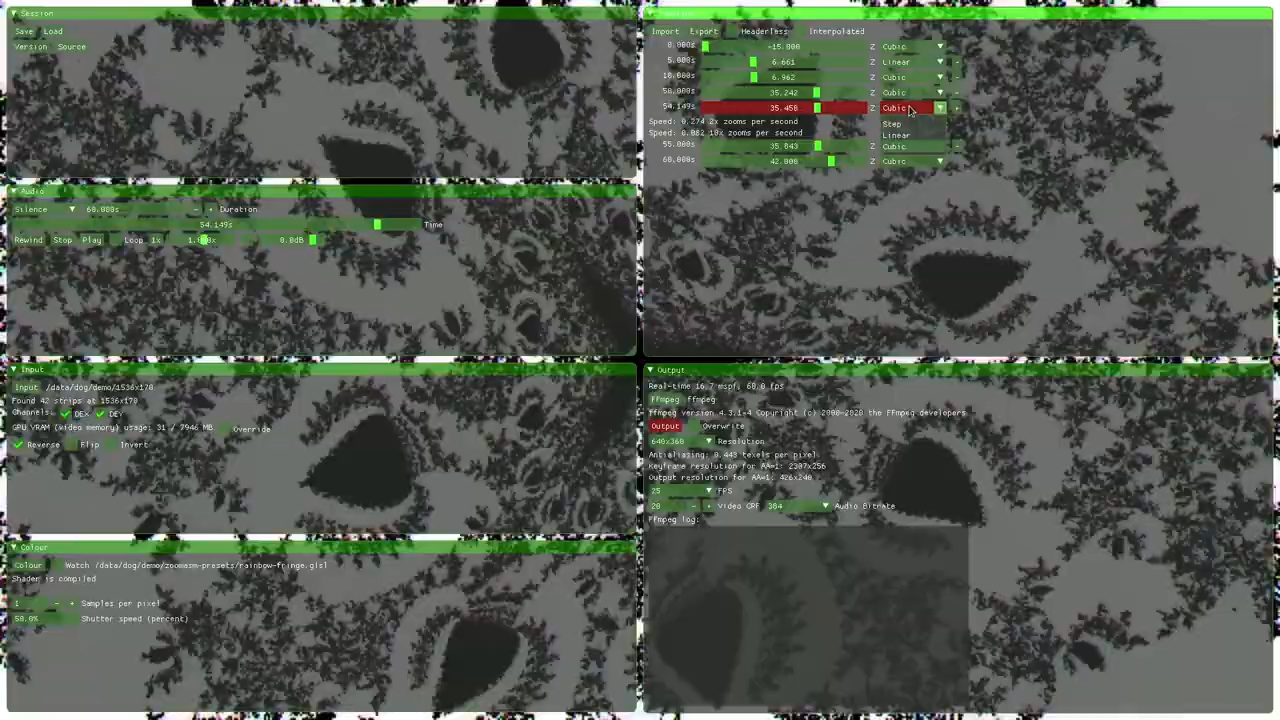 Session
Save Load
Version Source
Audio
Silence 60.000s - + Duration
54.149s Time
Rewind Stop Play Loop 1x 0.0dB
Input
Input /data/dog/demo/1536x170
Found 42 strips at 1536x170
Channels: DEX DEY
GPU VRAM (video memory) usage: 31 / 7946 MB Override
Reverse Flip Invert
Colour
Colour Watch /data/dog/demo/zoomasm-presets/rainbow-fringe.glsl
Shader is compiled
1 - + Samples per pixel
50.0% Shutter speed (percent)
Import Export Headerless Interpolated
0.000s -15.000 Z Cubic
5.000s 6.661 Z Linear -
10.000s 6.962 Z Cubic -
50.000s 35.242 Z Cubic -
54.149s 35.458 Z Cubic +
Speed: 0.274 2x zooms per second
Step
Speed: 0.082 10x zooms per second
Linear
55.000s 35.843 Z Cubic -
60.000s 42.000 Z Cubic
Output
Real-time 16.7 mspf, 60.0 fps
FFmpeg ffmpeg
ffmpeg version 4.3.1-4 Copyright (c) 2000-2020 the FFmpeg developers
Output Overwrite
640x360 Resolution
Antialiasing: 0.443 texels per pixel
Keyframe resolution for AA=1: 2307x256
Output resolution for AA=1: 426x240
25 FPS
20 - + Video CRF 384 Audio Bitrate
FFmpeg log: